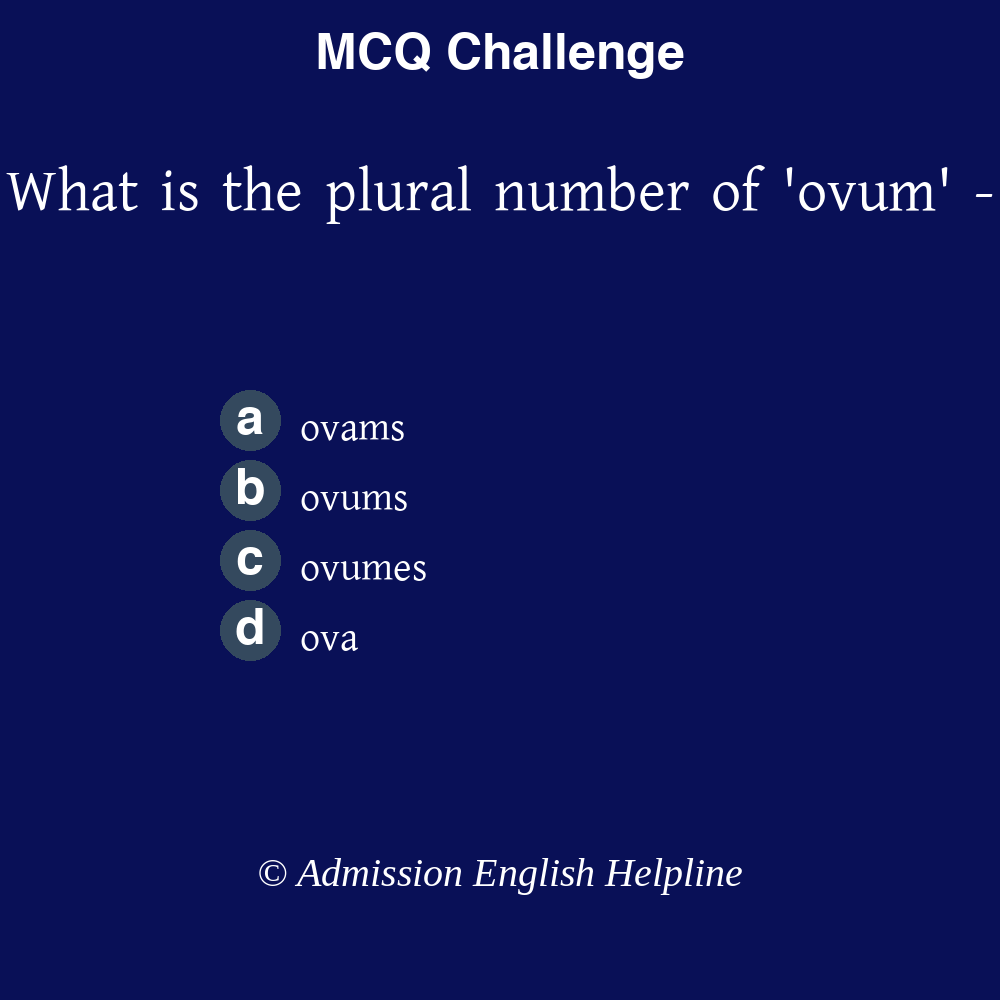 MCQ Challenge
What is the plural number of 'ovum' -
a ovams
b ovums
c ovumes
d ova
© Admission English Helpline